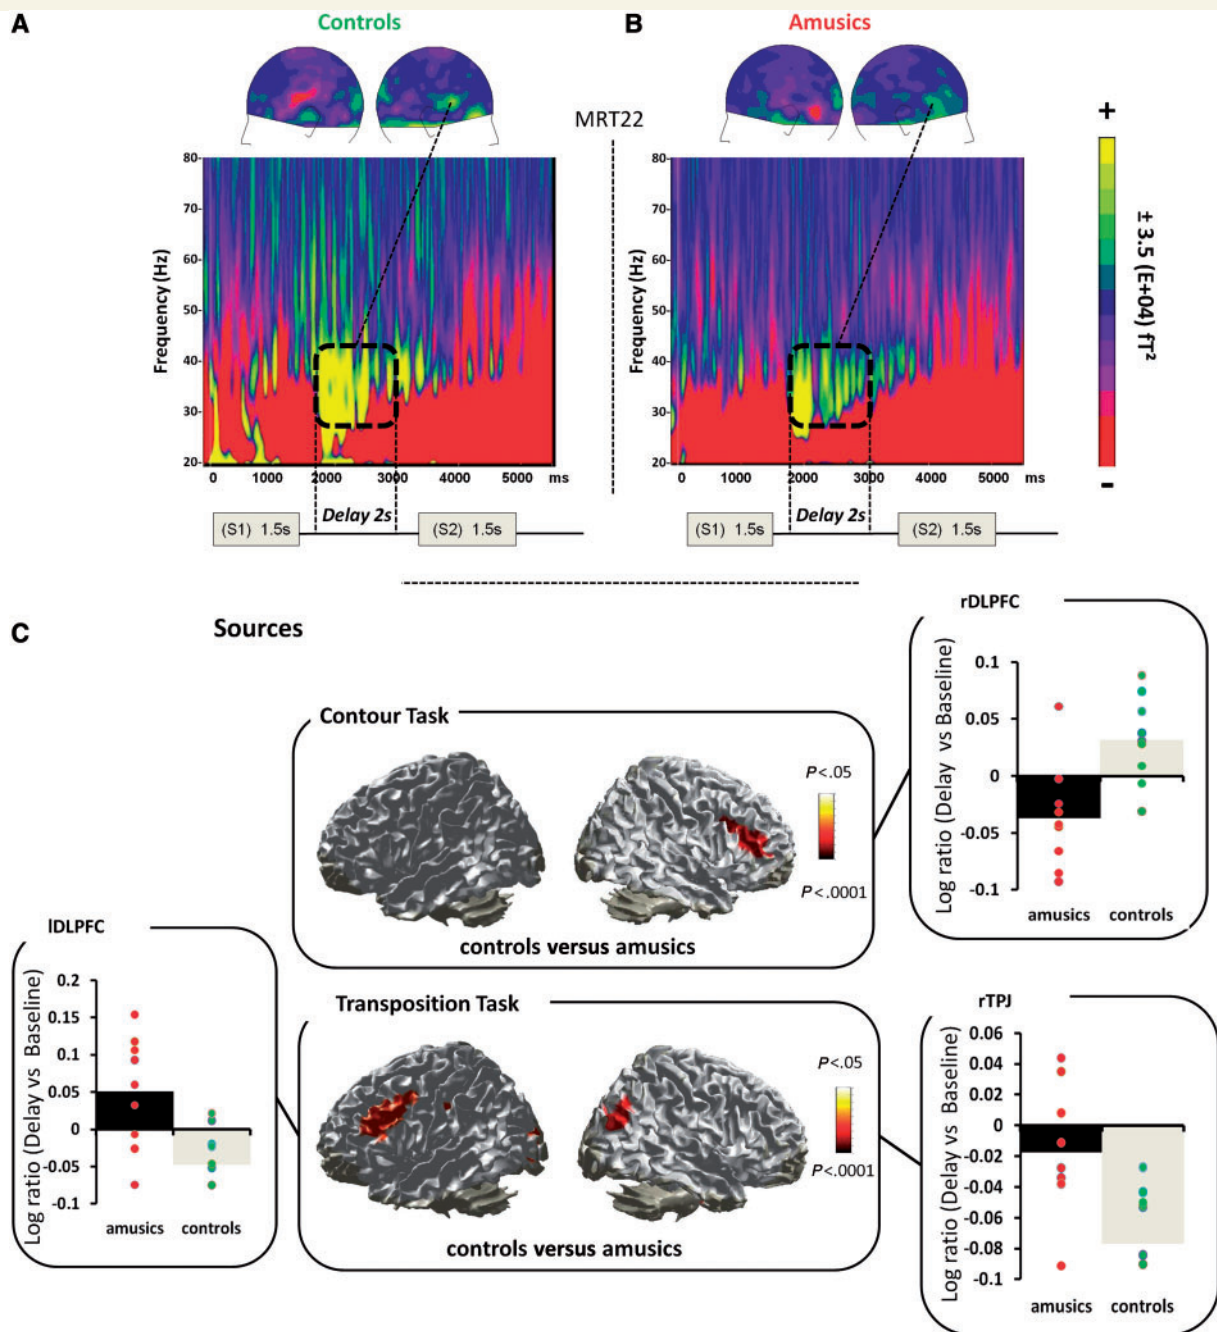 A
Controls
B
Amusics
MRT22
+
± 3.5 (E+04) fT²
-
Frequency (Hz)
80
70
60
50
40
30
20
0 1000 2000 3000 4000 5000 ms
(S1) 1.5s
Delay 2s
(S2) 1.5s
Frequency (Hz)
80
70
60
50
40
30
20
0 1000 2000 3000 4000 5000 ms
(S1) 1.5s
Delay 2s
(S2) 1.5s
C
Sources
Contour Task
P<.05
P<.0001
controls versus amusics
rDLPFC
Log ratio (Delay vs Baseline)
0.1
0.05
0
-0.05
-0.1
amusics controls
lDLPFC
Log ratio (Delay vs Baseline)
0.2
0.15
0.1
0.05
0
-0.05
-0.1
amusics controls
Transposition Task
P<.05
P<.0001
controls versus amusics
rTPJ
Log ratio (Delay vs Baseline)
0.06
0.04
0.02
0
-0.02
-0.04
-0.06
-0.08
-0.1
amusics controls